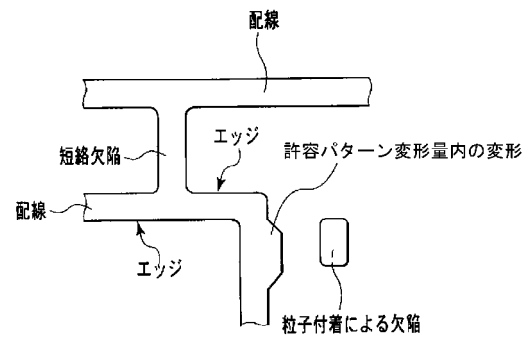 配線
エッジ
許容パターン変形量内の変形
短絡欠陥
配線
エッジ
粒子付着による欠陥